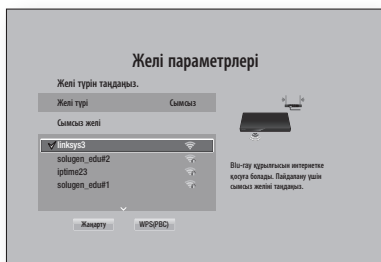 Желі параметрлері
Желі түрін таңдаңыз.
Желі түрі Сымсыз
Сымсыз желі
linksys3
solugen_edu#2
iptime23
solugen_edu#1
Жаңарту WPS(PBC)
Blu-ray құрылғысын интернетке
қосуға болады. Пайдалану үшін
сымсыз желіні таңдаңыз.